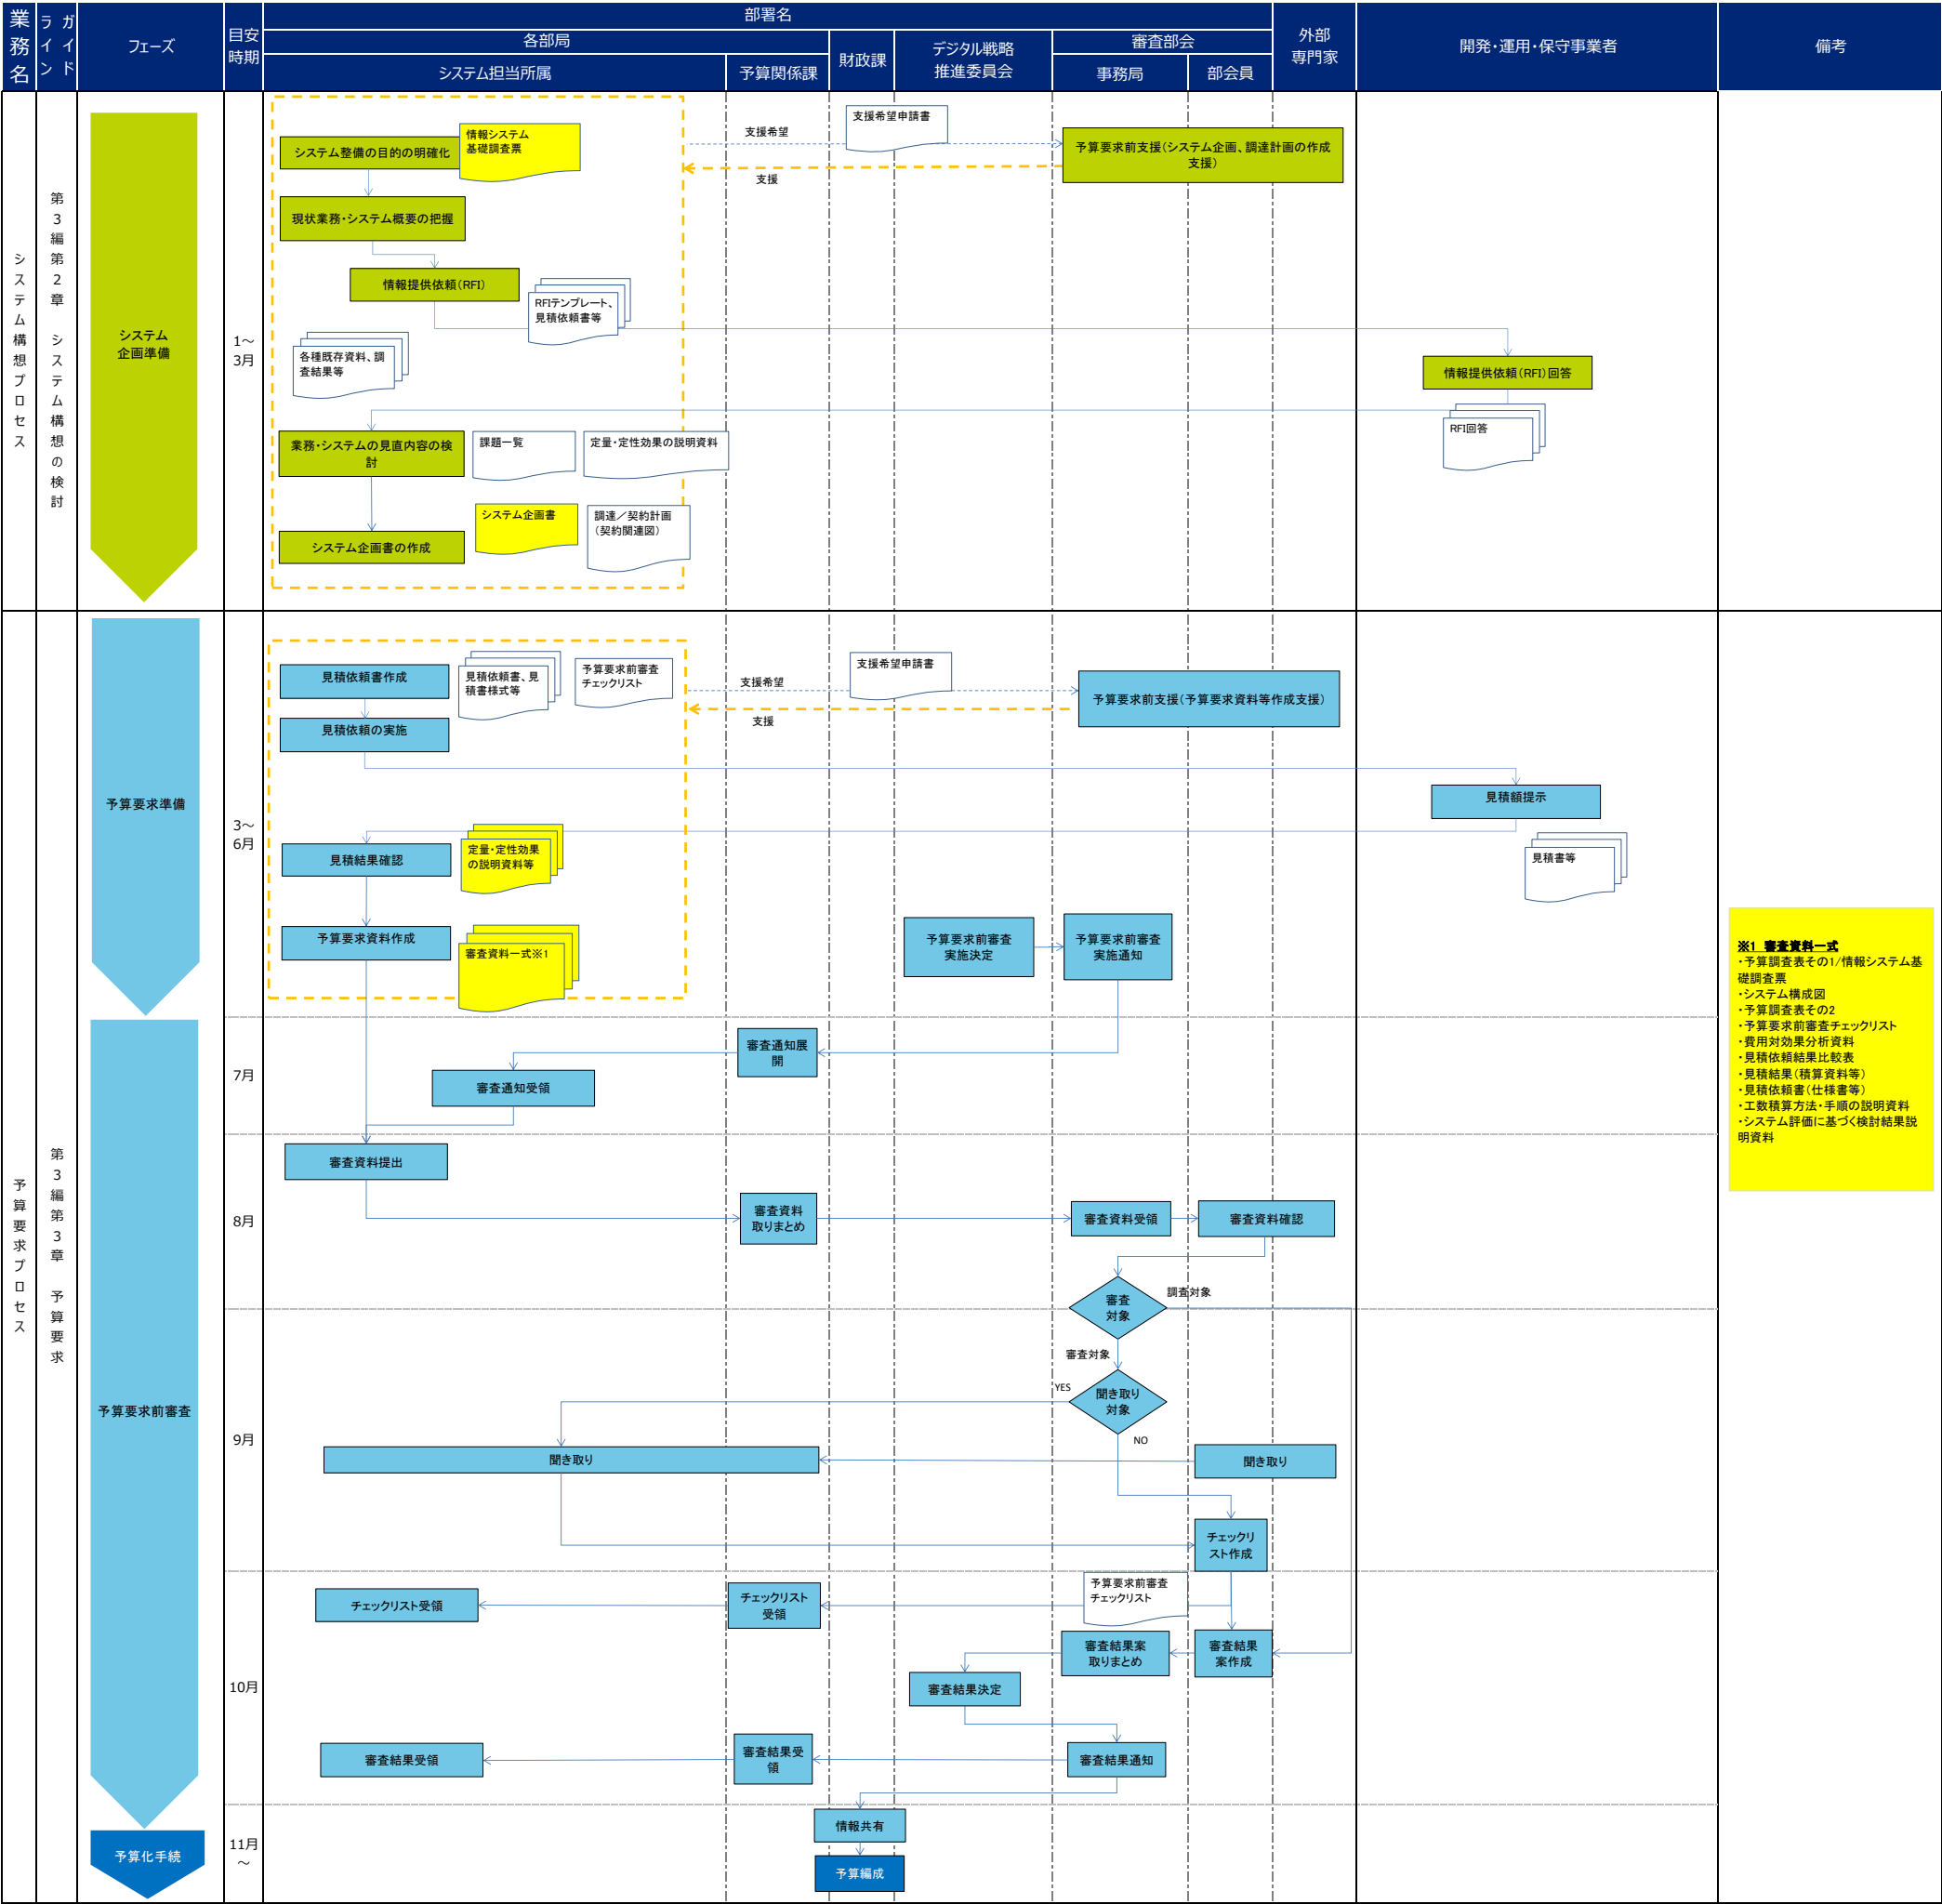 業務名
ガイドライン
フェーズ
目安
時期
部署名
各部局
システム担当所属
予算関係課
財政課
デジタル戦略
推進委員会
審査部会
事務局
部会員
外部
専門家
開発・運用・保守事業者
備考
システム構想プロセス
第3編第2章 システム構想の検討
システム
企画準備
1～
3月
システム整備の目的の明確化
情報システム
基礎調査票
支援希望
支援希望申請書
支援
予算要求前支援(システム企画、調達計画の作成
支援)
現状業務・システム概要の把握
情報提供依頼(RFI)
RFIテンプレート、
見積依頼書等
各種既存資料、調
査結果等
情報提供依頼(RFI)回答
RFI回答
業務・システムの見直内容の検
討
課題一覧
定量・定性効果の説明資料
システム企画書の作成
システム企画書
調達／契約計画
(契約関連図)
予算要求プロセス
第3編第3章 予算要求
予算要求準備
3～
6月
見積依頼書作成
見積依頼書、見
積書様式等
予算要求前審査
チェックリスト
支援希望
支援希望申請書
支援
予算要求前支援(予算要求資料等作成支援)
見積依頼の実施
見積額提示
見積書等
見積結果確認
定量・定性効果
の説明資料等
予算要求資料作成
審査資料一式※1
予算要求前審査
実施決定
予算要求前審査
実施通知
※1 審査資料一式
・予算調査表その1/情報システム基
礎調査票
・システム構成図
・予算調査表その2
・予算要求前審査チェックリスト
・費用対効果分析資料
・見積依頼結果比較表
・見積結果(積算資料等)
・見積依頼書(仕様書等)
・工数積算方法・手順の説明資料
・システム評価に基づく検討結果説
明資料
予算要求前審査
7月
審査通知展
開
審査通知受領
8月
審査資料提出
審査資料
取りまとめ
審査資料受領
審査資料確認
審査
対象
調査対象
審査対象
9月
聞き取り
対象
YES
NO
聞き取り
聞き取り
チェックリ
スト作成
10月
予算要求前審査
チェックリスト
チェックリスト
受領
チェックリスト受領
審査結果
案作成
審査結果案
取りまとめ
審査結果決定
審査結果通知
審査結果受
領
審査結果受領
予算化手続
11月
～
情報共有
予算編成